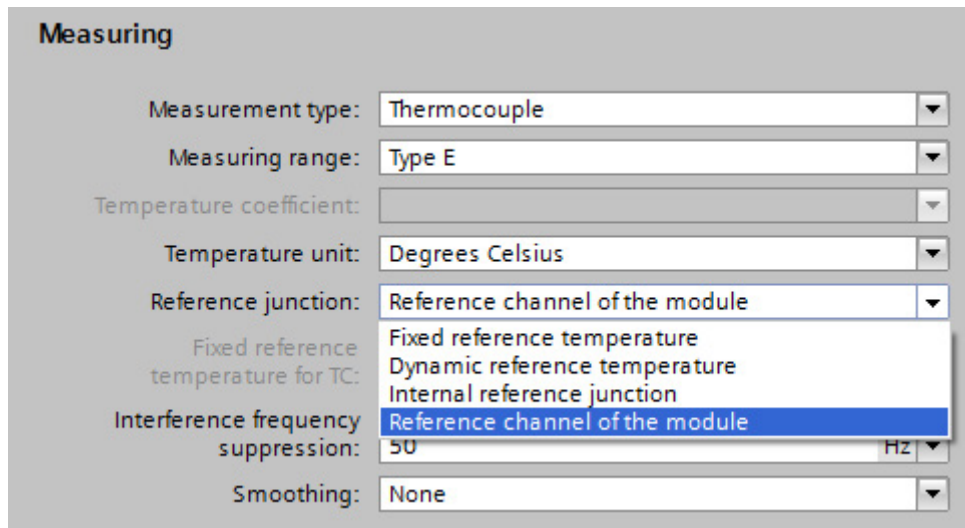 Measuring
Measurement type: Thermocouple
Measuring range: Type E
Temperature coefficient:
Temperature unit: Degrees Celsius
Reference junction: Reference channel of the module
Fixed reference temperature
Dynamic reference temperature
Internal reference junction
Reference channel of the module
Fixed reference
temperature for TC:
Interference frequency
suppression: 50 Hz
Smoothing: None